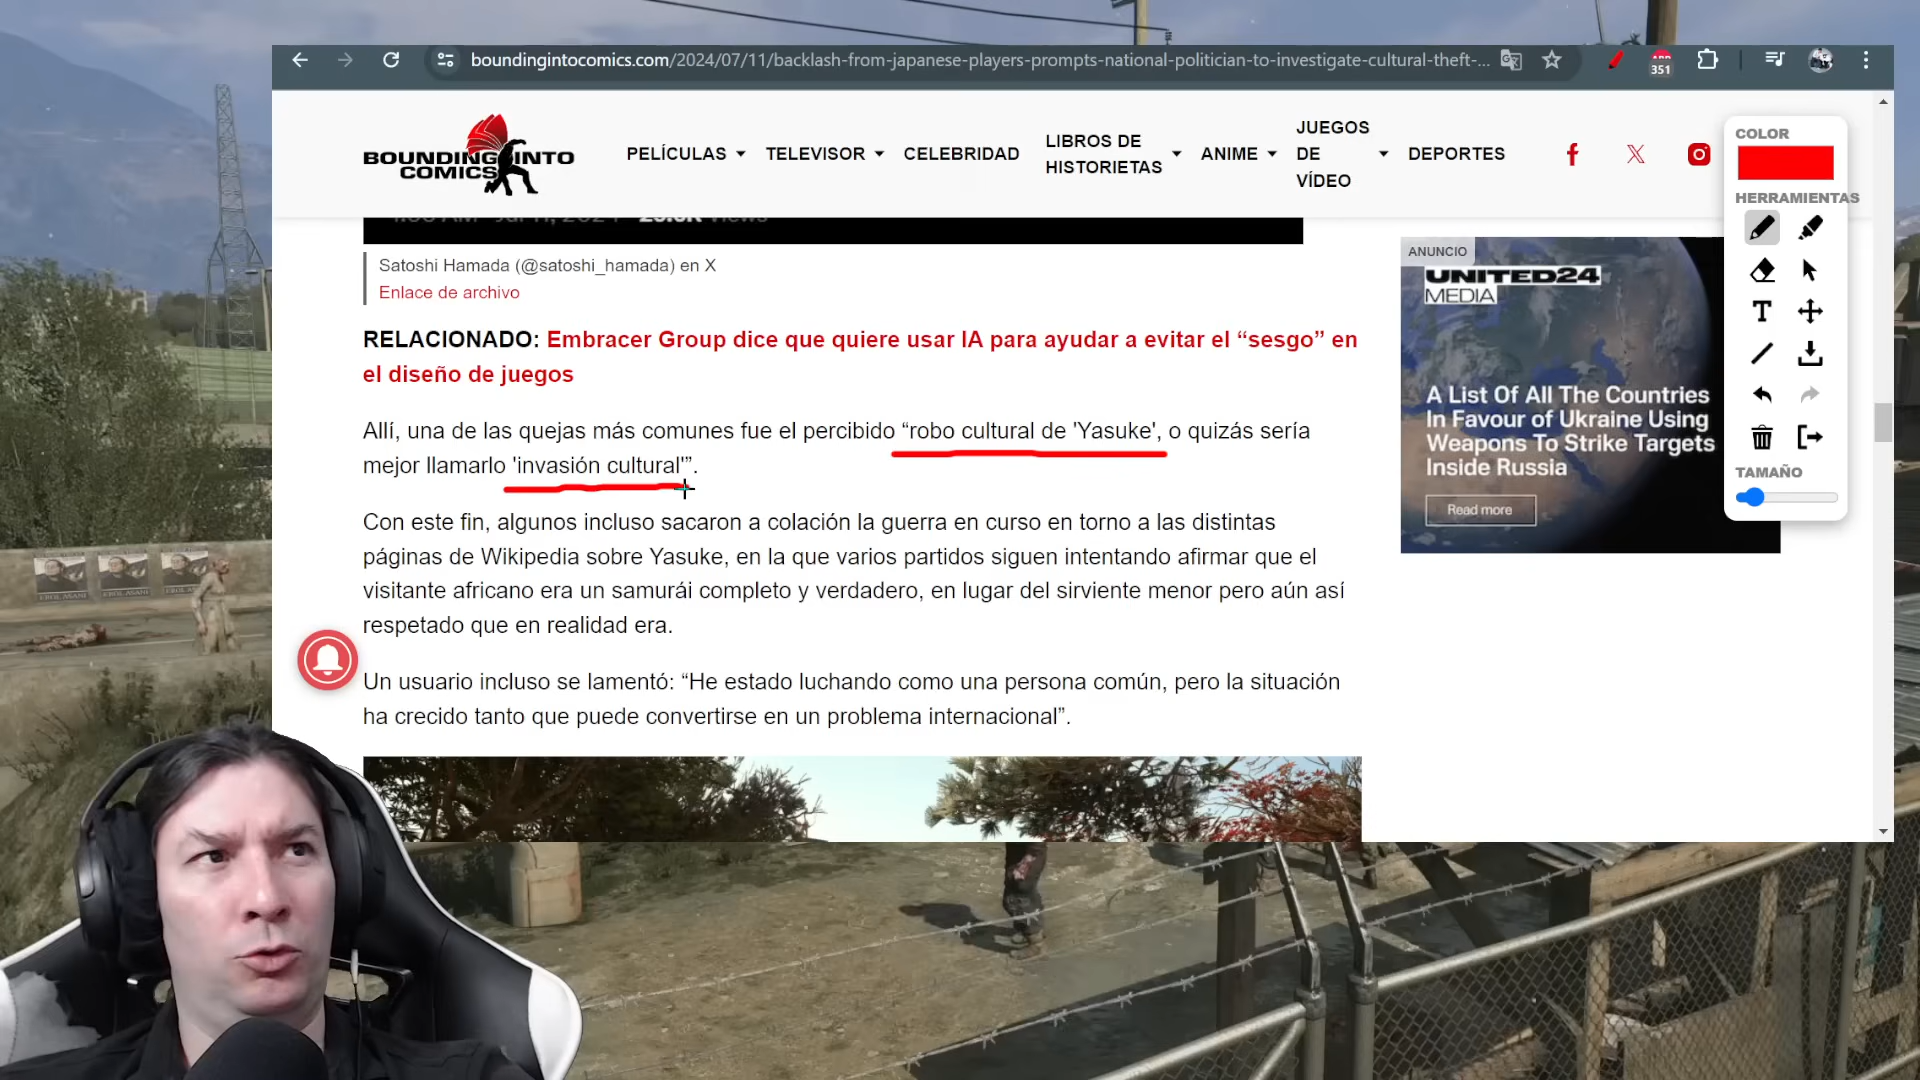 boundingintocomics.com/2024/07/11/backlash-from-japanese-players-prompts-national-politician-to-investigate-cultural-theft-...
351
BOUNDING INTO
COMICS
PELÍCULAS
TELEVISOR
CELEBRIDAD
LIBROS DE
HISTORIETAS
ANIME
JUEGOS
DE
VÍDEO
DEPORTES
COLOR
HERRAMIENTAS
TAMAÑO
Satoshi Hamada (@satoshi_hamada) en X
Enlace de archivo
RELACIONADO: Embracer Group dice que quiere usar IA para ayudar a evitar el “sesgo” en
el diseño de juegos
Allí, una de las quejas más comunes fue el percibido “robo cultural de 'Yasuke', o quizás sería
mejor llamarlo 'invasión cultural'”.
Con este fin, algunos incluso sacaron a colación la guerra en curso en torno a las distintas
páginas de Wikipedia sobre Yasuke, en la que varios partidos siguen intentando afirmar que el
visitante africano era un samurái completo y verdadero, en lugar del sirviente menor pero aún así
respetado que en realidad era.
Un usuario incluso se lamentó: “He estado luchando como una persona común, pero la situación
ha crecido tanto que puede convertirse en un problema internacional”.
ANUNCIO
UNITED24
MEDIA
A List Of All The Countries
In Favour of Ukraine Using
Weapons To Strike Targets
Inside Russia
Read more